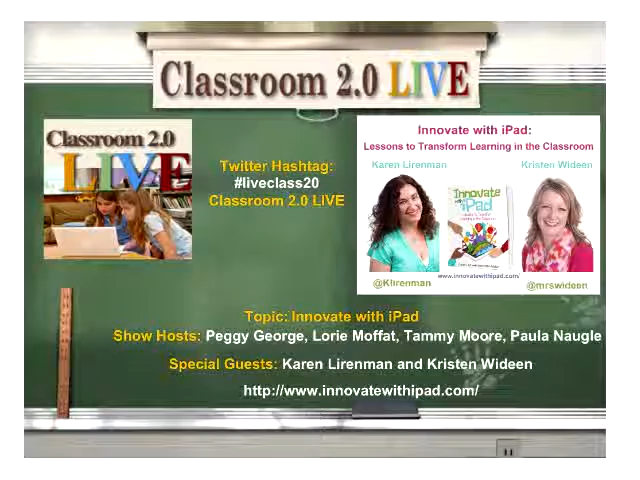 Classroom 2.0 LIVE
Classroom 2.0
LIVE
Twitter Hashtag:
#liveclass20
Classroom 2.0 LIVE
Innovate with iPad:
Lessons to Transform Learning in the Classroom
Karen Lirenman
Kristen Wideen
Innovate
with
iPad
www.innovatewithipad.com/
@Klirenman
@mrswideen
Topic: Innovate with iPad
Show Hosts: Peggy George, Lorie Moffat, Tammy Moore, Paula Naugle
Special Guests: Karen Lirenman and Kristen Wideen
http://www.innovatewithipad.com/